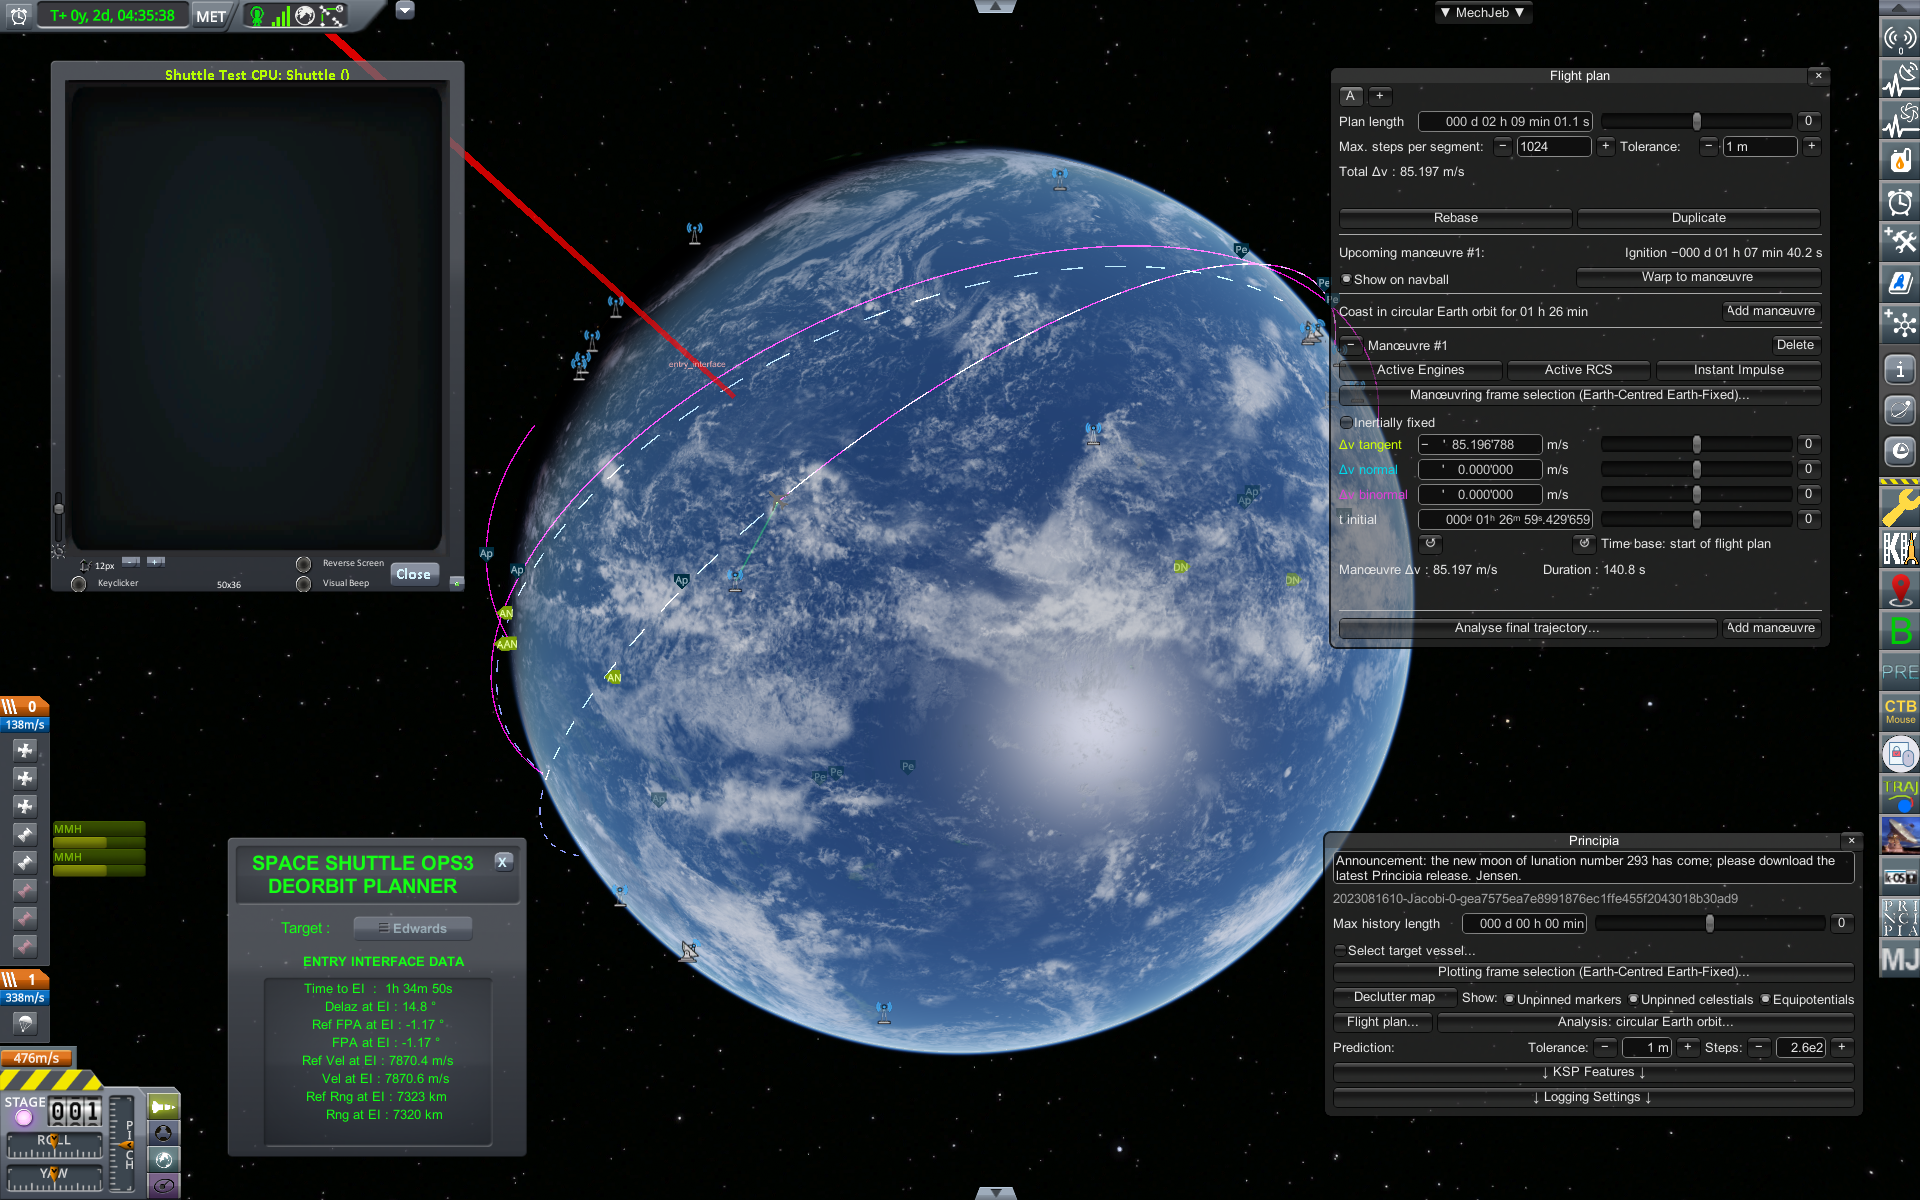 T+ 0y, 2d, 04:35:38
MET
▼ MechJeb ▼
Shuttle Test CPU: Shuttle ()
12px
Keyclicker
50x36
Reverse Screen
Visual Beep
Close
Flight plan
A
+
Plan length 000 d 02 h 09 min 01.1 s 0
Max. steps per segment: − 1024 + Tolerance: − 1 m +
Total Δv : 85.197 m/s
Rebase
Duplicate
Upcoming manœuvre #1: Ignition −000 d 01 h 07 min 40.2 s
Show on navball
Warp to manœuvre
Coast in circular Earth orbit for 01 h 26 min
Add manœuvre
− Manœuvre #1
Delete
Active Engines
Active RCS
Instant Impulse
Manœuvring frame selection (Earth-Centred Earth-Fixed)...
Inertially fixed
Δv tangent − ' 85.196'788 m/s 0
Δv normal ' 0.000'000 m/s 0
Δv binormal ' 0.000'000 m/s 0
t initial 000ᵈ 01ʰ 26ᵐ 59ˢ.429'659 0
Time base: start of flight plan
Manœuvre Δv : 85.197 m/s Duration : 140.8 s
Analyse final trajectory...
Add manœuvre
entry_interface
Pe
Pe
Pe
Ap
Ap
Ap
Ap
Ap
Ap
AN
AAN
AN
DN
DN
Pe
Pe
Pe
0
138m/s
MMH
MMH
1
338m/s
476m/s
STAGE
001
ROLL
YAW
PITCH
SPACE SHUTTLE OPS3
DEORBIT PLANNER
X
Target : Edwards
ENTRY INTERFACE DATA
Time to EI : 1h 34m 50s
Delaz at EI : 14.8 °
Ref FPA at EI : -1.17 °
FPA at EI : -1.17 °
Ref Vel at EI : 7870.4 m/s
Vel at EI : 7870.6 m/s
Ref Rng at EI : 7323 km
Rng at EI : 7320 km
Principia
Announcement: the new moon of lunation number 293 has come; please download the
latest Principia release. Jensen.
2023081610-Jacobi-0-gea7575ea7e8991876ec1ffe455f2043018b30ad9
Max history length 000 d 00 h 00 min 0
Select target vessel...
Plotting frame selection (Earth-Centred Earth-Fixed)...
Declutter map Show: Unpinned markers Unpinned celestials Equipotentials
Flight plan... Analysis: circular Earth orbit...
Prediction: Tolerance: − 1 m + Steps: − 2.6e2 +
↓ KSP Features ↓
↓ Logging Settings ↓
0
B
PRE
CTB
Mouse
TRAJ
k-OS
PRI
NCI
PIA
MJ